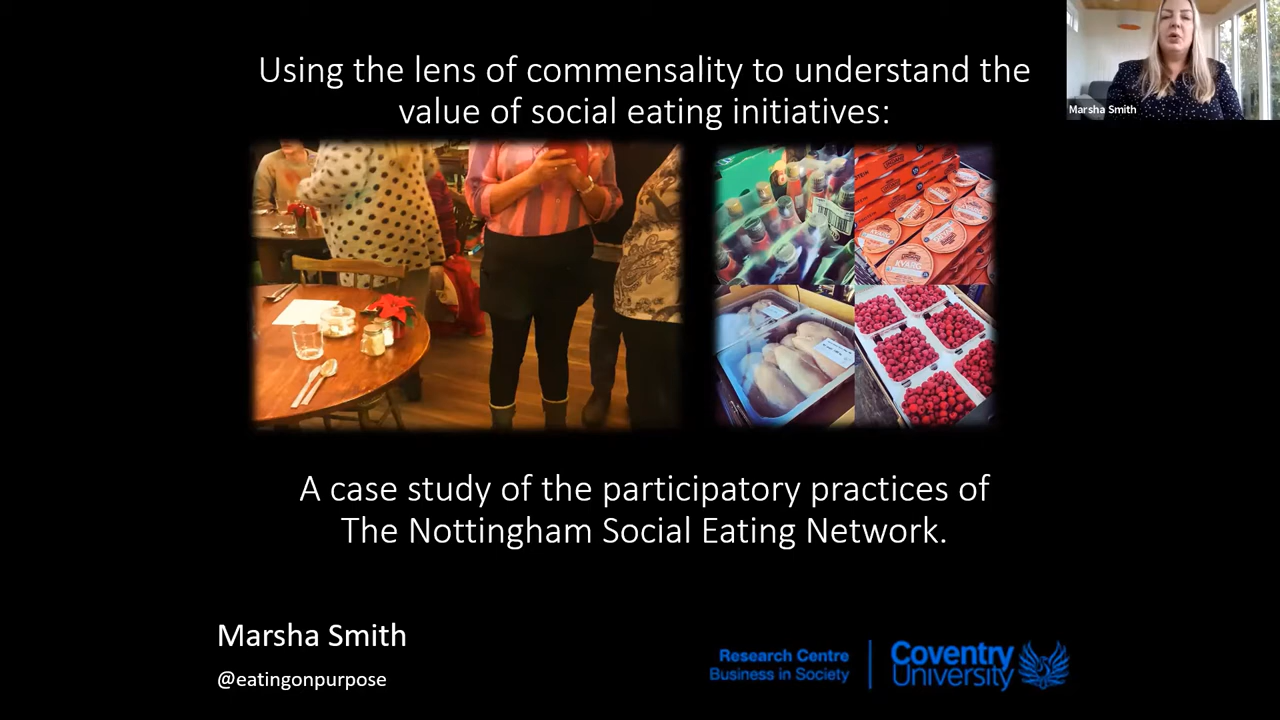 Using the lens of commensality to understand the
value of social eating initiatives:
Marsha Smith
KVARG
A case study of the participatory practices of
The Nottingham Social Eating Network.
Marsha Smith
@eatingonpurpose
Research Centre
Business in Society
Coventry
University